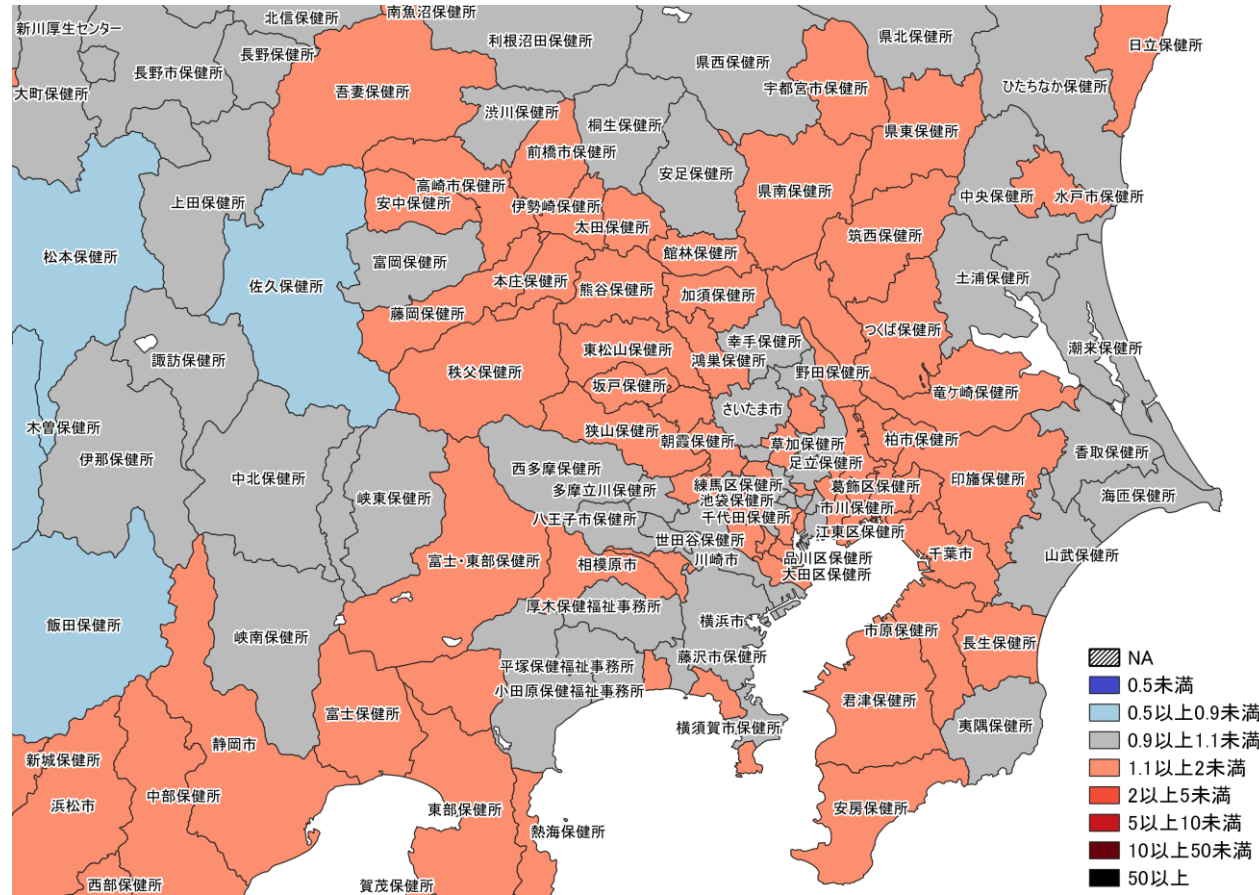 新川厚生センター
北信保健所
南魚沼保健所
利根沼田保健所
県北保健所
日立保健所
長野保健所
長野市保健所
県西保健所
大町保健所
吾妻保健所
宇都宮市保健所
ひたちなか保健所
渋川保健所
桐生保健所
県東保健所
前橋市保健所
安足保健所
高崎市保健所
県南保健所
中央保健所
水戸市保健所
上田保健所
安中保健所
伊勢崎保健所
太田保健所
筑西保健所
松本保健所
富岡保健所
館林保健所
土浦保健所
佐久保健所
本庄保健所
熊谷保健所
加須保健所
藤岡保健所
つくば保健所
幸手保健所
潮来保健所
諏訪保健所
東松山保健所
鴻巣保健所
秩父保健所
野田保健所
坂戸保健所
竜ケ崎保健所
さいたま市
木曽保健所
狭山保健所
朝霞保健所
草加保健所
柏市保健所
伊那保健所
香取保健所
西多摩保健所
足立保健所
中北保健所
峡東保健所
練馬区保健所
葛飾区保健所
印旛保健所
多摩立川保健所
池袋保健所
海匝保健所
市川保健所
八王子市保健所
千代田保健所
江東区保健所
世田谷保健所
千葉市
山武保健所
富士・東部保健所
相模原市
川崎市
品川区保健所
大田区保健所
厚木保健福祉事務所
飯田保健所
横浜市
峡南保健所
市原保健所
長生保健所
藤沢市保健所
平塚保健福祉事務所
小田原保健福祉事務所
君津保健所
富士保健所
横須賀市保健所
夷隅保健所
静岡市
新城保健所
中部保健所
浜松市
東部保健所
安房保健所
熱海保健所
西部保健所
賀茂保健所
NA
0.5未満
0.5以上0.9未満
0.9以上1.1未満
1.1以上2未満
2以上5未満
5以上10未満
10以上50未満
50以上